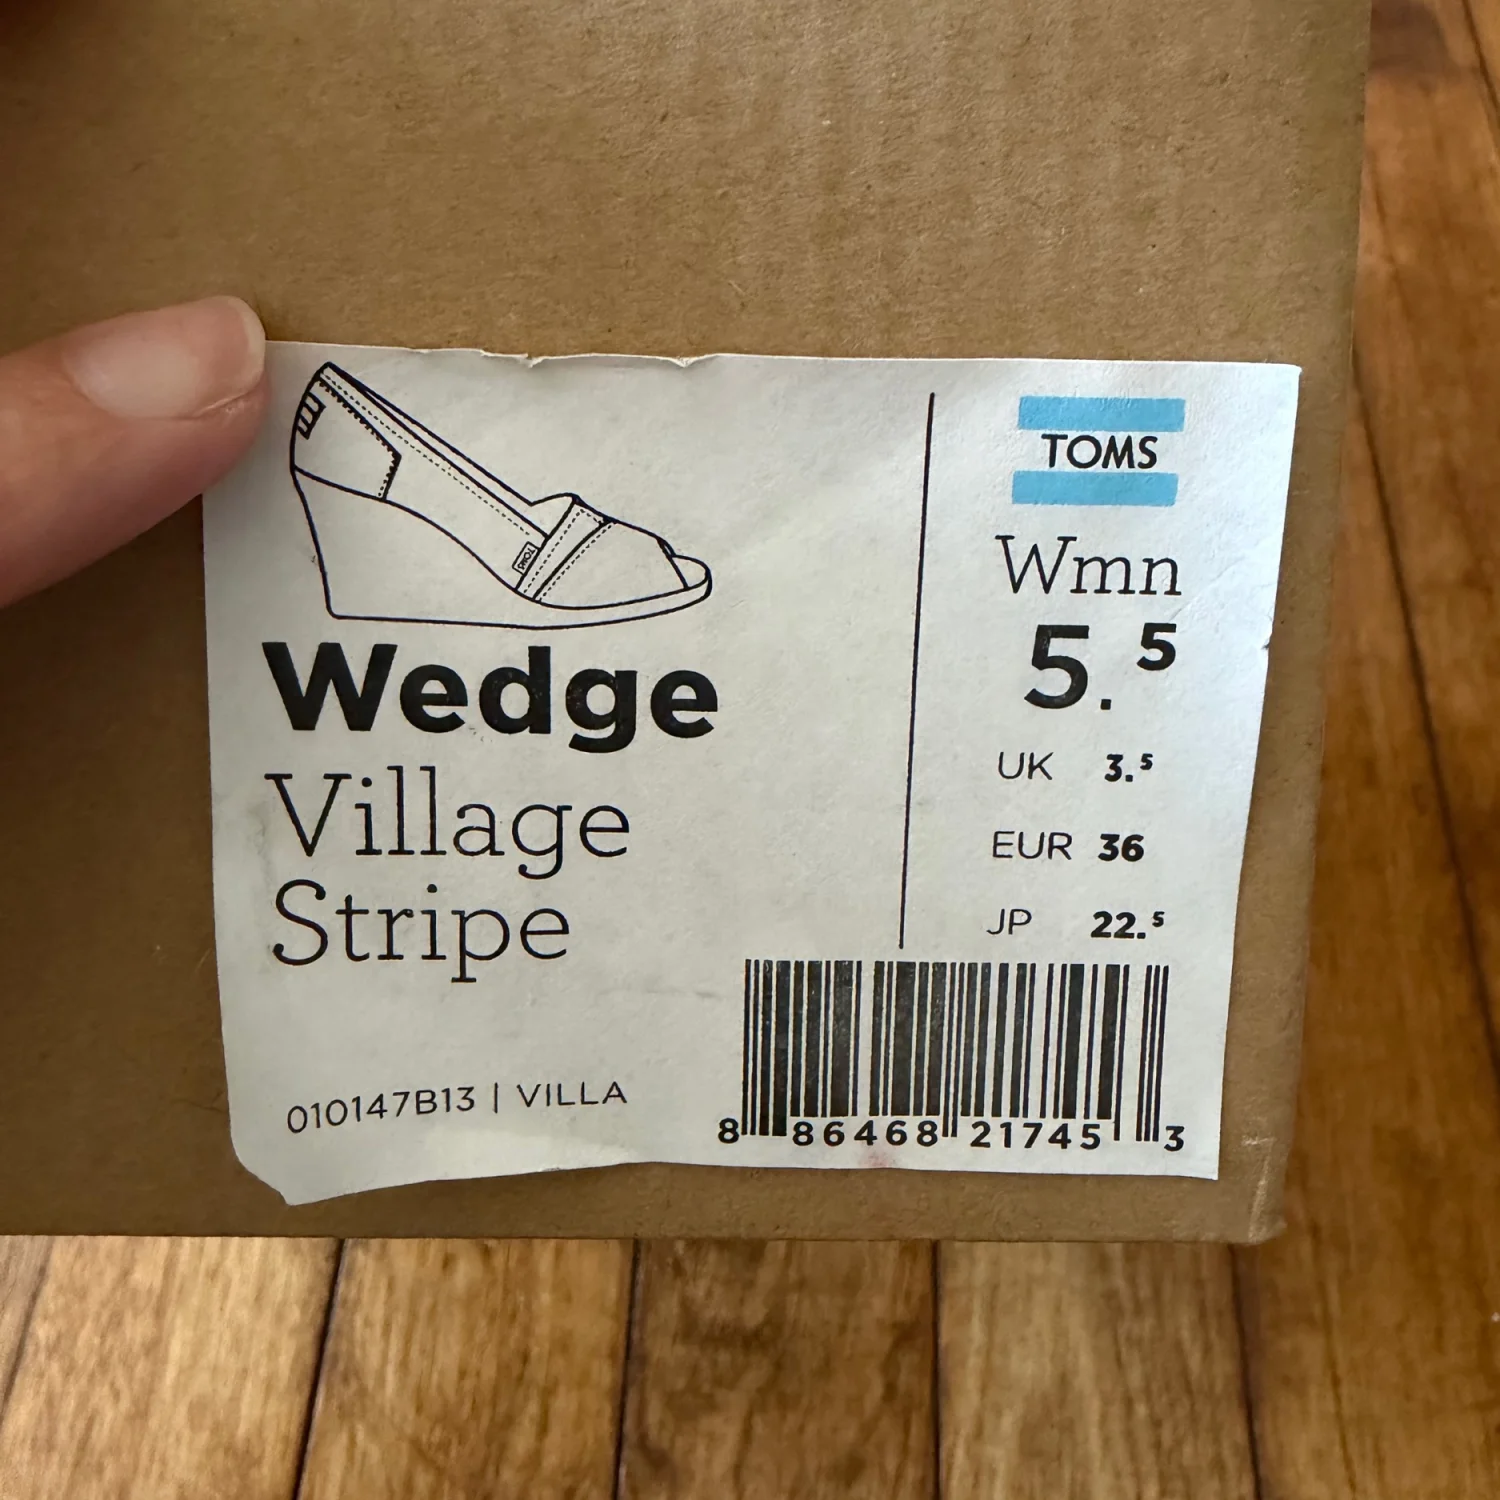 TOMS
Wedge
Village
Stripe
010147B13 | VILLA
TOMS
Wmn
5.5
UK 3.5
EUR 36
JP 22.5
8 86468 21745 3